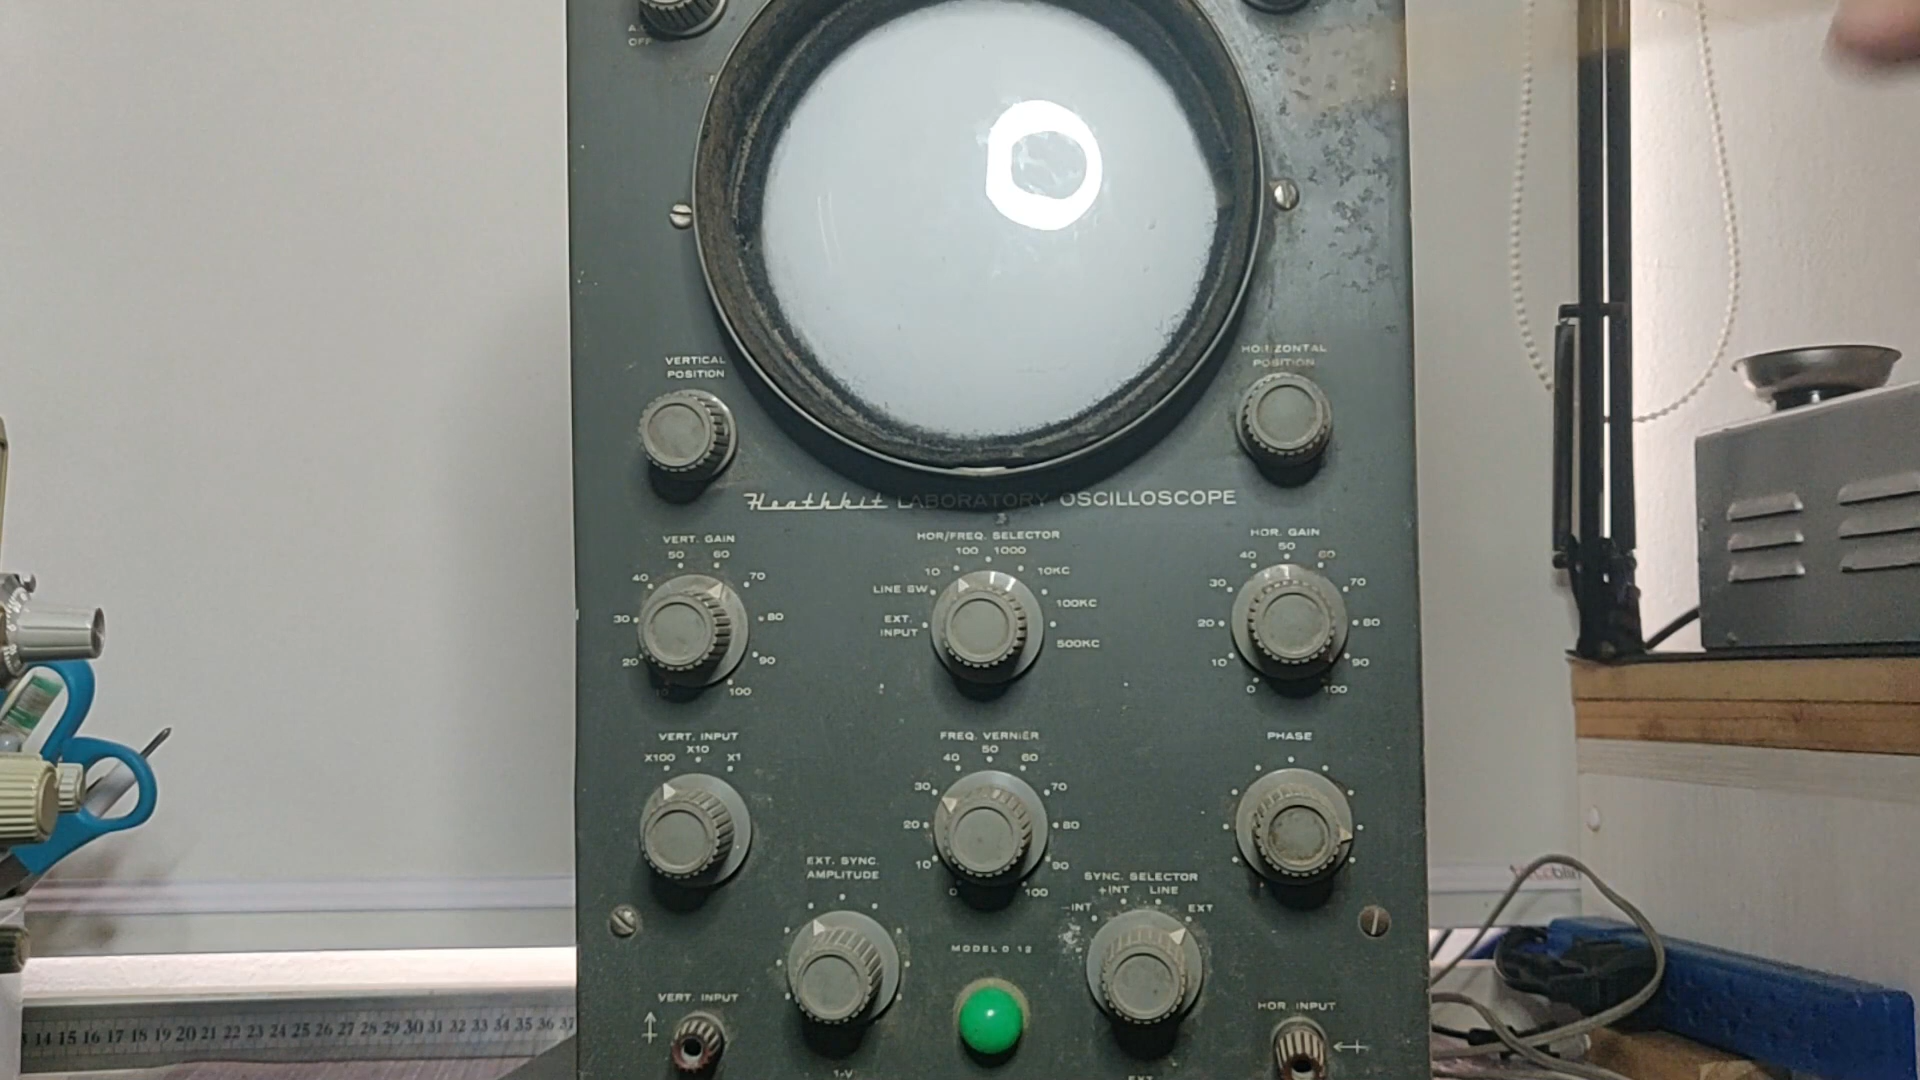 OFF
VERTICAL
POSITION
HORIZONTAL
POSITION
Heathkit LABORATORY OSCILLOSCOPE
VERT. GAIN
10 20 30 40 50 60 70 80 90 100
HOR/FREQ. SELECTOR
EXT. INPUT
LINE SW.
10 100 1000 10KC 100KC 500KC
HOR. GAIN
0 10 20 30 40 50 60 70 80 90 100
VERT. INPUT
X100 X10 X1
FREQ. VERNIER
0 10 20 30 40 50 60 70 80 90 100
PHASE
EXT. SYNC.
AMPLITUDE
SYNC. SELECTOR
-INT +INT LINE EXT
MODEL O 12
VERT. INPUT
HOR. INPUT
1-V
EXT.
14 15 16 17 18 19 20 21 22 23 24 25 26 27 28 29 30 31 32 33 34 35 36 37